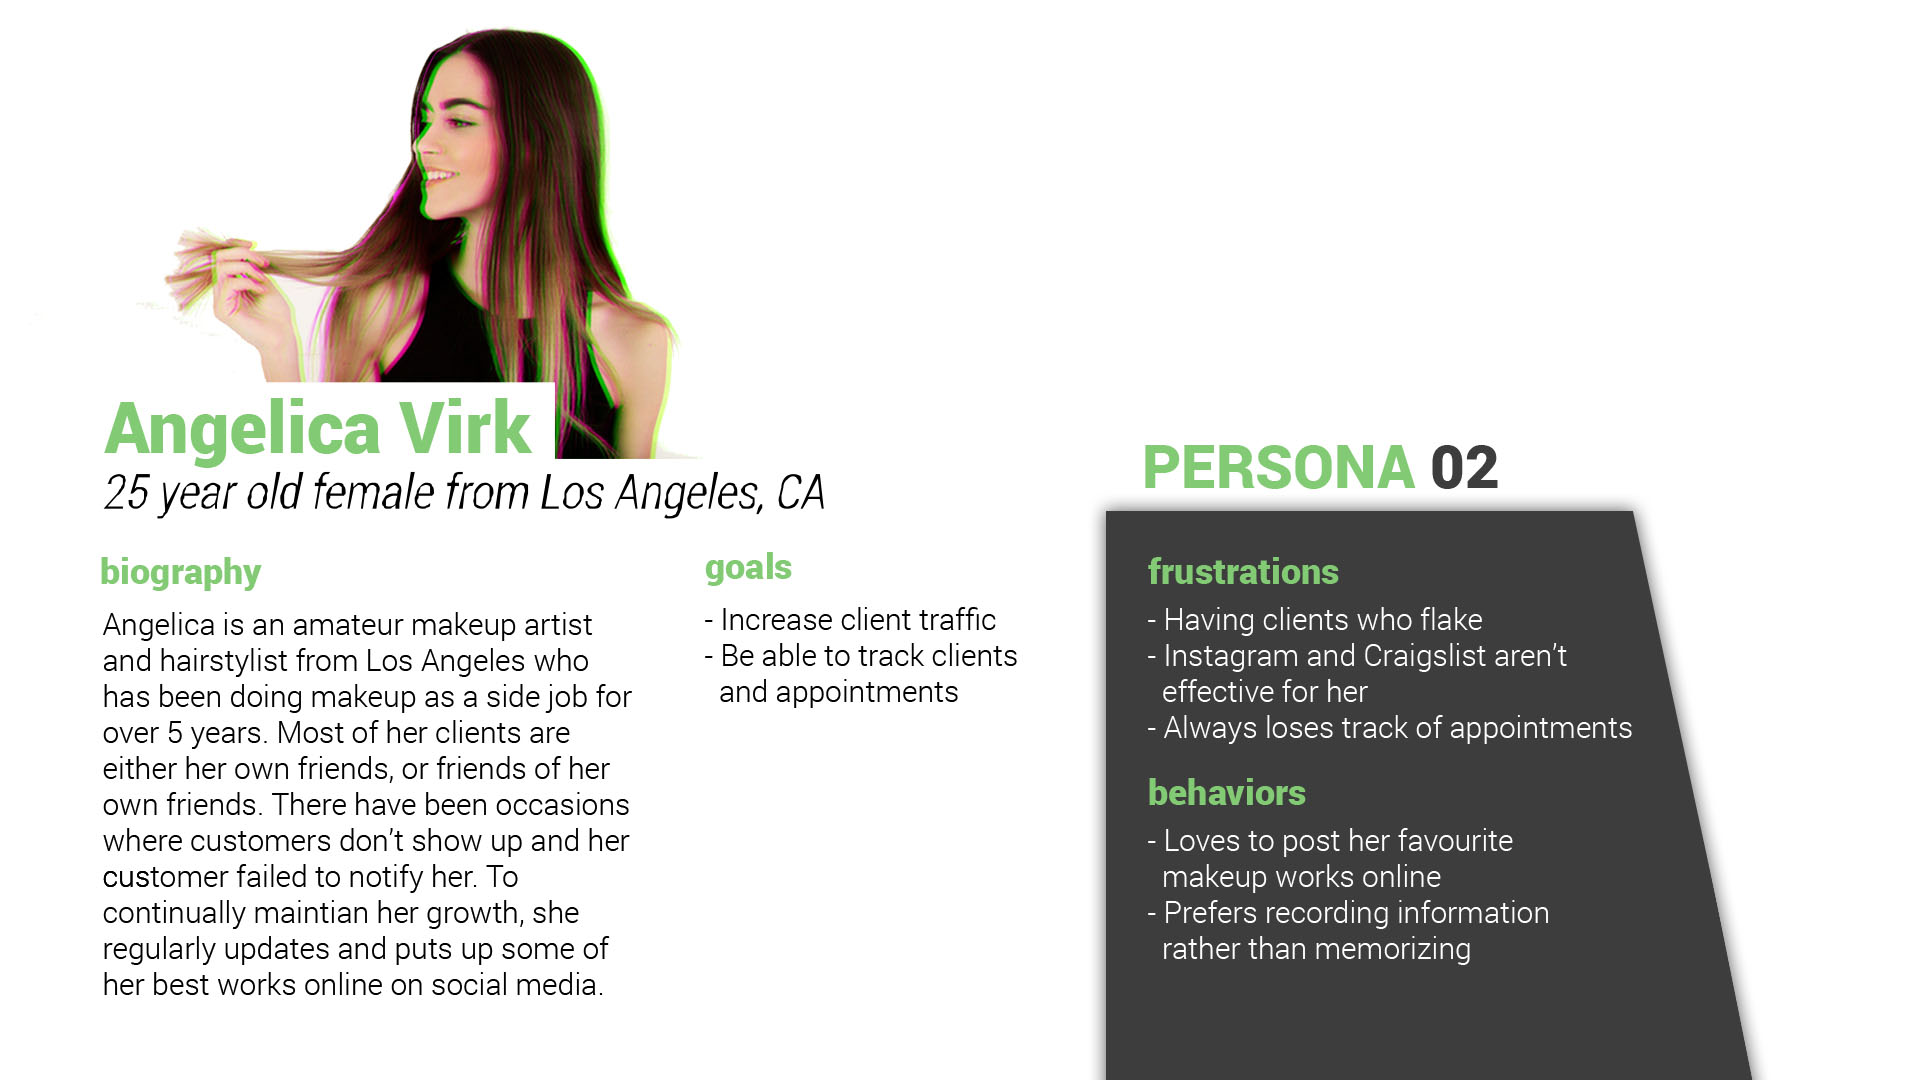 Angelica Virk
25 year old female from Los Angeles, CA
biography
Angelica is an amateur makeup artist
and hairstylist from Los Angeles who
has been doing makeup as a side job for
over 5 years. Most of her clients are
either her own friends, or friends of her
own friends. There have been occasions
where customers don’t show up and her
customer failed to notify her. To
continually maintian her growth, she
regularly updates and puts up some of
her best works online on social media.
goals
- Increase client traffic
- Be able to track clients
and appointments
PERSONA 02
frustrations
- Having clients who flake
- Instagram and Craigslist aren’t
effective for her
- Always loses track of appointments
behaviors
- Loves to post her favourite
makeup works online
- Prefers recording information
rather than memorizing